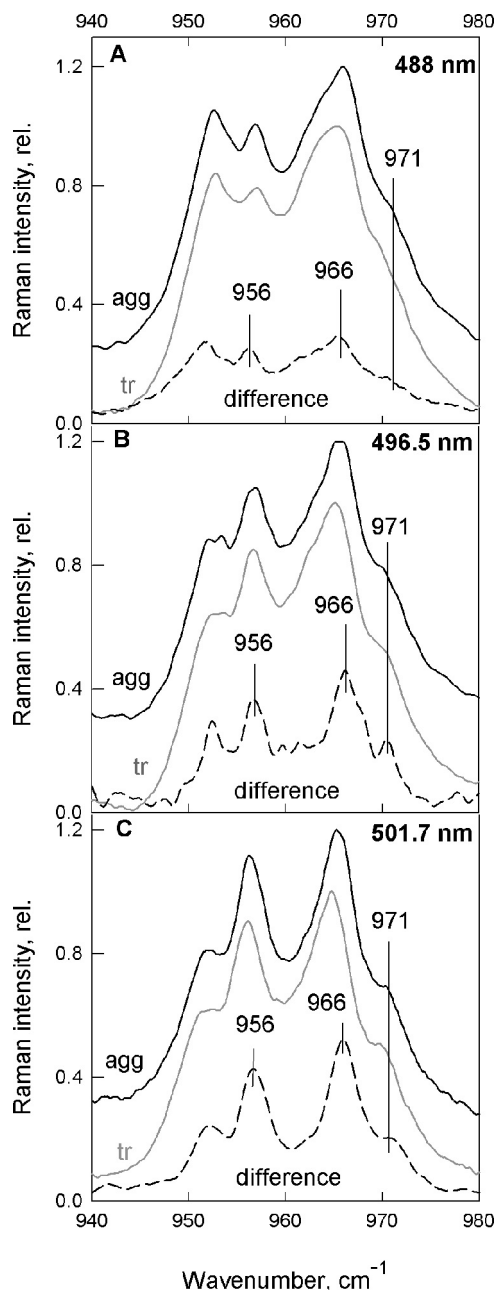 940 950 960 970 980
A 488 nm
1.2
971
0.8
966
956
0.4
agg
tr
difference
0.0
Raman intensity, rel.
B 496.5 nm
1.2
971
0.8
966
956
agg
0.4
tr
difference
0.0
Raman intensity, rel.
C 501.7 nm
1.2
971
0.8
956 966
agg
0.4
tr
difference
0.0
Raman intensity, rel.
940 950 960 970 980
Wavenumber, cm⁻¹